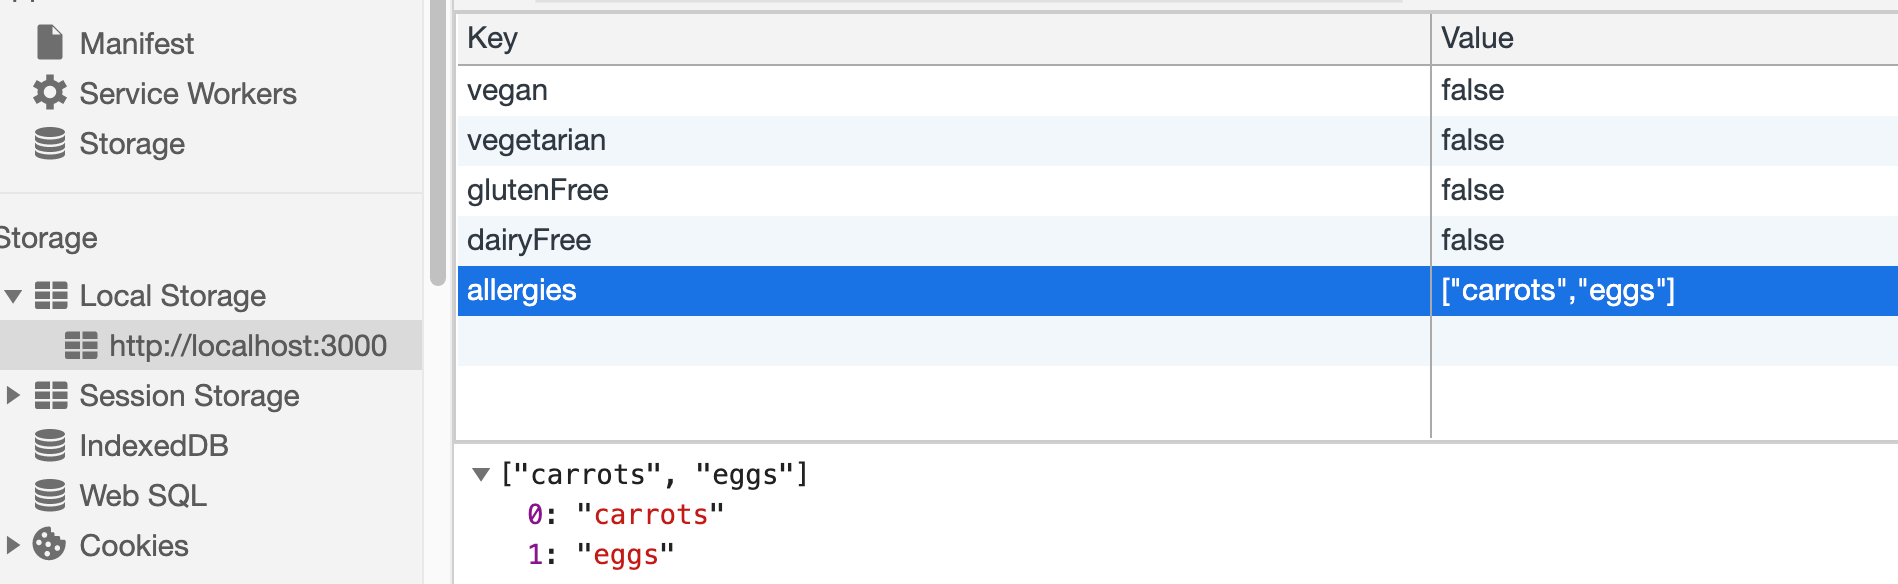 Manifest
Service Workers
Storage
Storage
Local Storage
http://localhost:3000
Session Storage
IndexedDB
Web SQL
Cookies
Key Value
vegan false
vegetarian false
glutenFree false
dairyFree false
allergies ["carrots","eggs"]
["carrots", "eggs"]
0: "carrots"
1: "eggs"